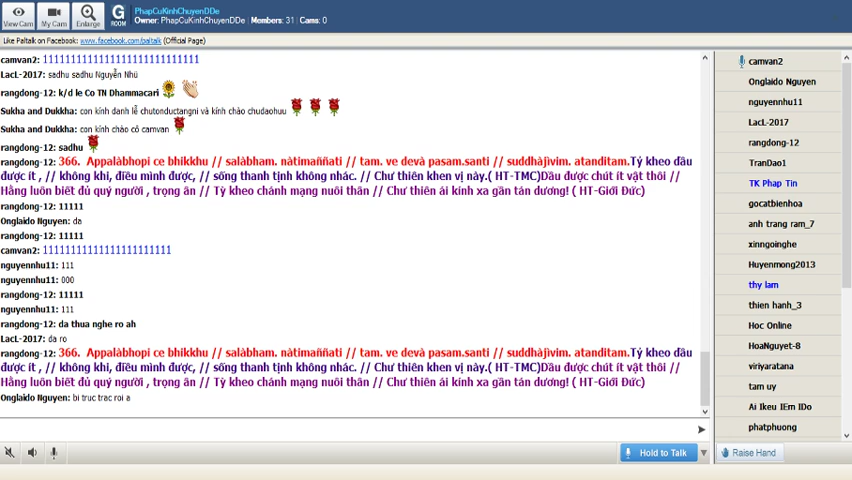 View Cam
My Cam
Enlarge
G
ROOM
PhapCuKinhChuyenDDe
Owner: PhapCuKinhChuyenDDe | Members: 31 | Cams: 0
Like Paltalk on Facebook: www.facebook.com/paltalk (Official Page)
camvan2: 1111111111111111111111111111111
LacL-2017: sadhu sadhu Nguyễn Nhũ
rangdong-12: k/d le Co TN Dhammacari
Sukha and Dukkha: con kính đanh lễ chutonductangni và kính chào chudaohuu
Sukha and Dukkha: con kính chào cô camvan
rangdong-12: sadhu
rangdong-12: 366. Appalàbhopi ce bhikkhu // salàbham. nàtimaññati // tam. ve devà pasam.santi // suddhàjìvim. atanditam.Tỷ kheo đầu
được ít , // không khi, điều mình được, // sống thanh tịnh không nhác. // Chư thiên khen vị này.( HT-TMC)Dầu được chút ít vật thôi //
Hằng luôn biết đủ quý người , trọng ân // Tỳ kheo chánh mạng nuôi thân // Chư thiên ái kính xa gần tán dương! ( HT-Giới Đức)
rangdong-12: 11111
Onglaido Nguyen: da
rangdong-12: 11111
camvan2: 11111111111111111111111111
nguyennhu11: 111
nguyennhu11: 000
rangdong-12: 11111
nguyennhu11: 111
rangdong-12: da thua nghe ro ah
LacL-2017: da ro
rangdong-12: 366. Appalàbhopi ce bhikkhu // salàbham. nàtimaññati // tam. ve devà pasam.santi // suddhàjìvim. atanditam.Tỷ kheo đầu
được ít , // không khi, điều mình được, // sống thanh tịnh không nhác. // Chư thiên khen vị này.( HT-TMC)Dầu được chút ít vật thôi //
Hằng luôn biết đủ quý người , trọng ân // Tỳ kheo chánh mạng nuôi thân // Chư thiên ái kính xa gần tán dương! ( HT-Giới Đức)
Onglaido Nguyen: bi truc trac roi a
Hold to Talk
camvan2
Onglaido Nguyen
nguyennhu11
LacL-2017
rangdong-12
TranDao1
TK Phap Tin
gocatbienhoa
anh trang ram_7
xinngoinghe
Huyenmong2013
thy lam
thien hanh_3
Hoc Online
HoaNguyet-8
viriyaratana
tam uy
Ai Ikeu IEm IDo
phatphuong
Raise Hand